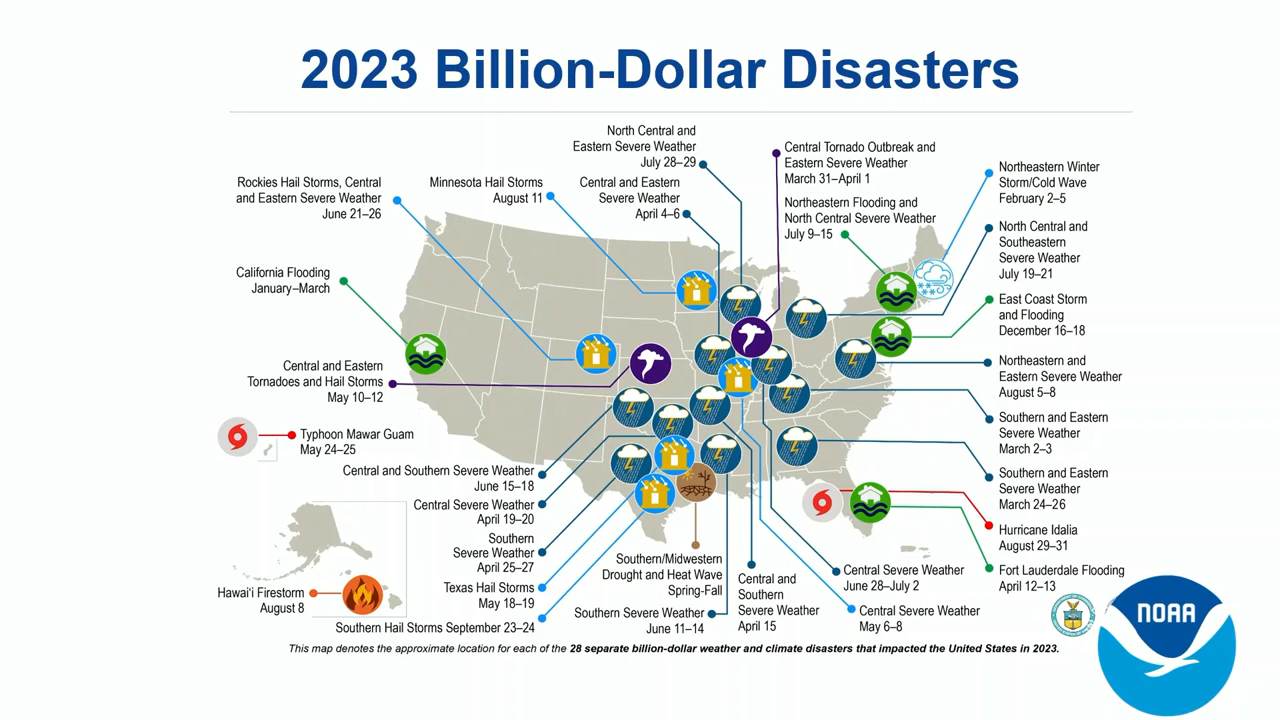 2023 Billion-Dollar Disasters
North Central and
Eastern Severe Weather
July 28–29
Central Tornado Outbreak and
Eastern Severe Weather
March 31–April 1
Northeastern Winter
Storm/Cold Wave
February 2–5
Rockies Hail Storms, Central
and Eastern Severe Weather
June 21–26
Minnesota Hail Storms
August 11
Central and Eastern
Severe Weather
April 4–6
Northeastern Flooding and
North Central Severe Weather
July 9–15
North Central and
Southeastern
Severe Weather
July 19–21
California Flooding
January–March
East Coast Storm
and Flooding
December 16–18
Central and Eastern
Tornadoes and Hail Storms
May 10–12
Northeastern and
Eastern Severe Weather
August 5–8
Typhoon Mawar Guam
May 24–25
Southern and Eastern
Severe Weather
March 2–3
Central and Southern Severe Weather
June 15–18
Southern and Eastern
Severe Weather
March 24–26
Central Severe Weather
April 19–20
Hurricane Idalia
August 29–31
Southern
Severe Weather
April 25–27
Fort Lauderdale Flooding
April 12–13
Southern/Midwestern
Drought and Heat Wave
Spring-Fall
Central and
Southern
Severe Weather
April 15
Central Severe Weather
June 28–July 2
Texas Hail Storms
May 18–19
Hawai‘i Firestorm
August 8
Southern Severe Weather
June 11–14
Central Severe Weather
May 6–8
Southern Hail Storms September 23–24
This map denotes the approximate location for each of the 28 separate billion-dollar weather and climate disasters that impacted the United States in 2023.
NOAA